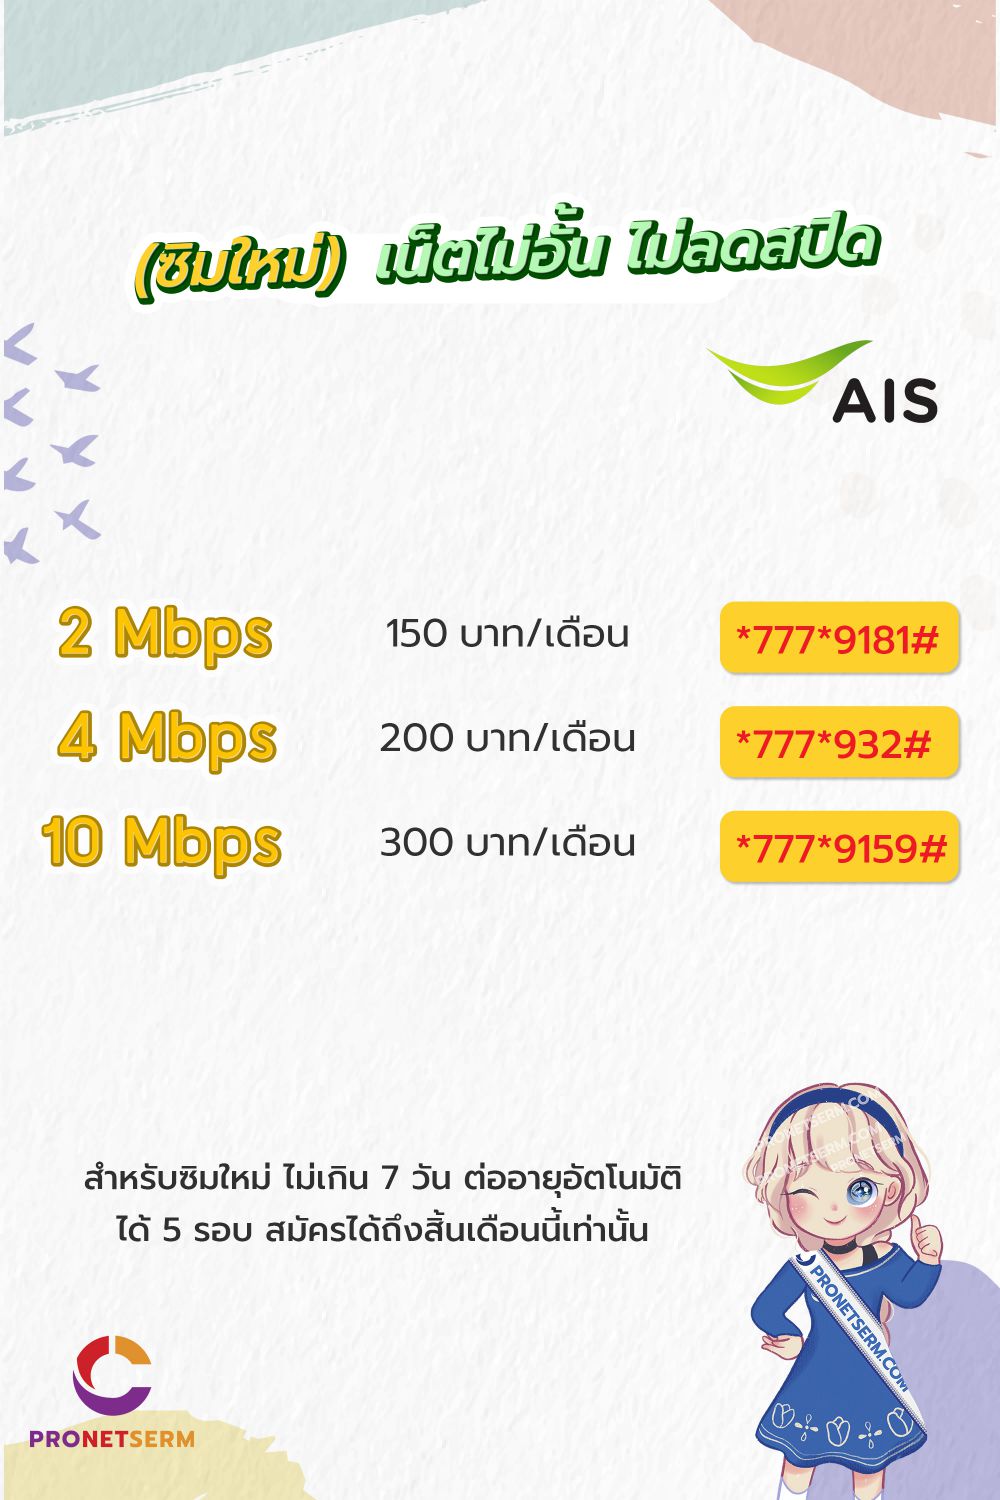 (ซิมใหม่) เน็ตไม่อั้น ไม่ลดสปีด
AIS
2 Mbps 150 บาท/เดือน *777*9181#
4 Mbps 200 บาท/เดือน *777*932#
10 Mbps 300 บาท/เดือน *777*9159#
สำหรับซิมใหม่ ไม่เกิน 7 วัน ต่ออายุอัตโนมัติ
ได้ 5 รอบ สมัครได้ถึงสิ้นเดือนนี้เท่านั้น
PRONETSERM.COM
PRONETSERM.COM
PRONETSERM
PRONETSERM.COM
PRONETSERM